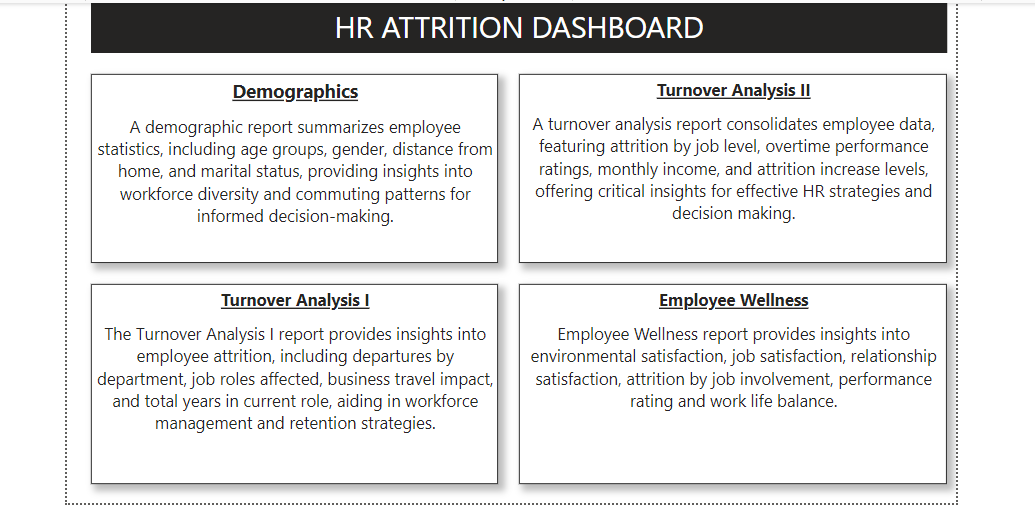 HR ATTRITION DASHBOARD
Demographics
A demographic report summarizes employee
statistics, including age groups, gender, distance from
home, and marital status, providing insights into
workforce diversity and commuting patterns for
informed decision-making.
Turnover Analysis II
A turnover analysis report consolidates employee data,
featuring attrition by job level, overtime performance
ratings, monthly income, and attrition increase levels,
offering critical insights for effective HR strategies and
decision making.
Turnover Analysis I
The Turnover Analysis I report provides insights into
employee attrition, including departures by
department, job roles affected, business travel impact,
and total years in current role, aiding in workforce
management and retention strategies.
Employee Wellness
Employee Wellness report provides insights into
environmental satisfaction, job satisfaction, relationship
satisfaction, attrition by job involvement, performance
rating and work life balance.